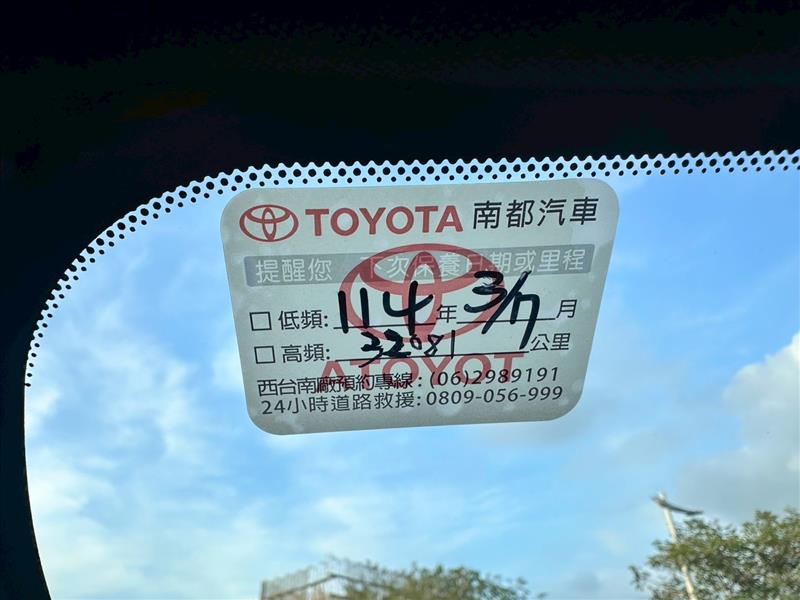 TOYOTA 南都汽車
提醒您 下次保養日期或里程
□ 低頻: 114 年 3/7 月
□ 高頻: 32081 公里
TOYOTA
西台南廠預約專線: (06)2989191
24小時道路救援: 0809-056-999